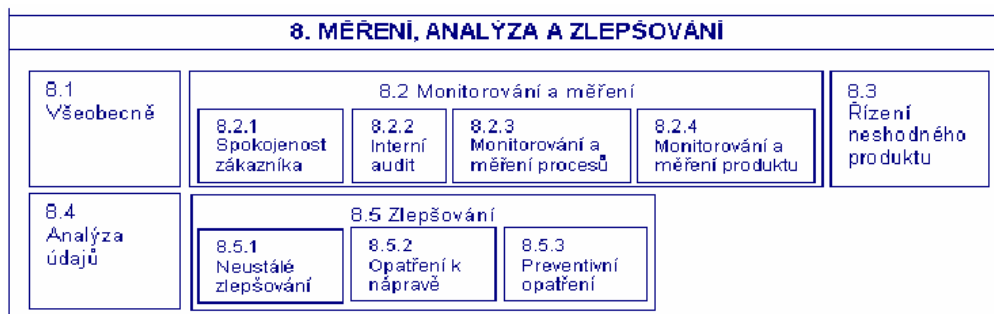 8. MĚŘENÍ, ANALÝZA A ZLEPŠOVÁNÍ
8.1
Všeobecně
8.2 Monitorování a měření
8.2.1
Spokojenost
zákazníka
8.2.2
Interní
audit
8.2.3
Monitorování a
měření procesů
8.2.4
Monitorování a
měření produktu
8.3
Řízení
neshodného
produktu
8.4
Analýza
údajů
8.5 Zlepšování
8.5.1
Neustálé
zlepšování
8.5.2
Opatření k
nápravě
8.5.3
Preventivní
opatření